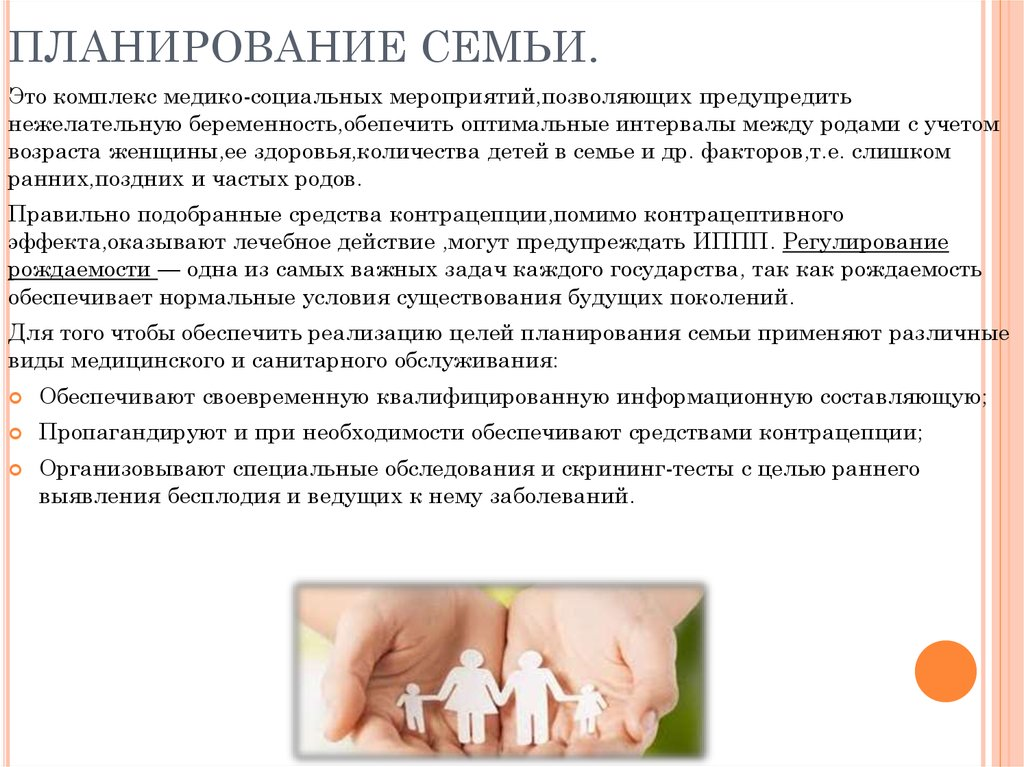 ПЛАНИРОВАНИЕ СЕМЬИ.
Это комплекс медико-социальных мероприятий,позволяющих предупредить
нежелательную беременность,обепечить оптимальные интервалы между родами с учетом
возраста женщины,ее здоровья,количества детей в семье и др. факторов,т.е. слишком
ранних,поздних и частых родов.
Правильно подобранные средства контрацепции,помимо контрацептивного
эффекта,оказывают лечебное действие ,могут предупреждать ИППП. Регулирование
рождаемости — одна из самых важных задач каждого государства, так как рождаемость
обеспечивает нормальные условия существования будущих поколений.
Для того чтобы обеспечить реализацию целей планирования семьи применяют различные
виды медицинского и санитарного обслуживания:
Обеспечивают своевременную квалифицированную информационную составляющую;
Пропагандируют и при необходимости обеспечивают средствами контрацепции;
Организовывают специальные обследования и скрининг-тесты с целью раннего
выявления бесплодия и ведущих к нему заболеваний.